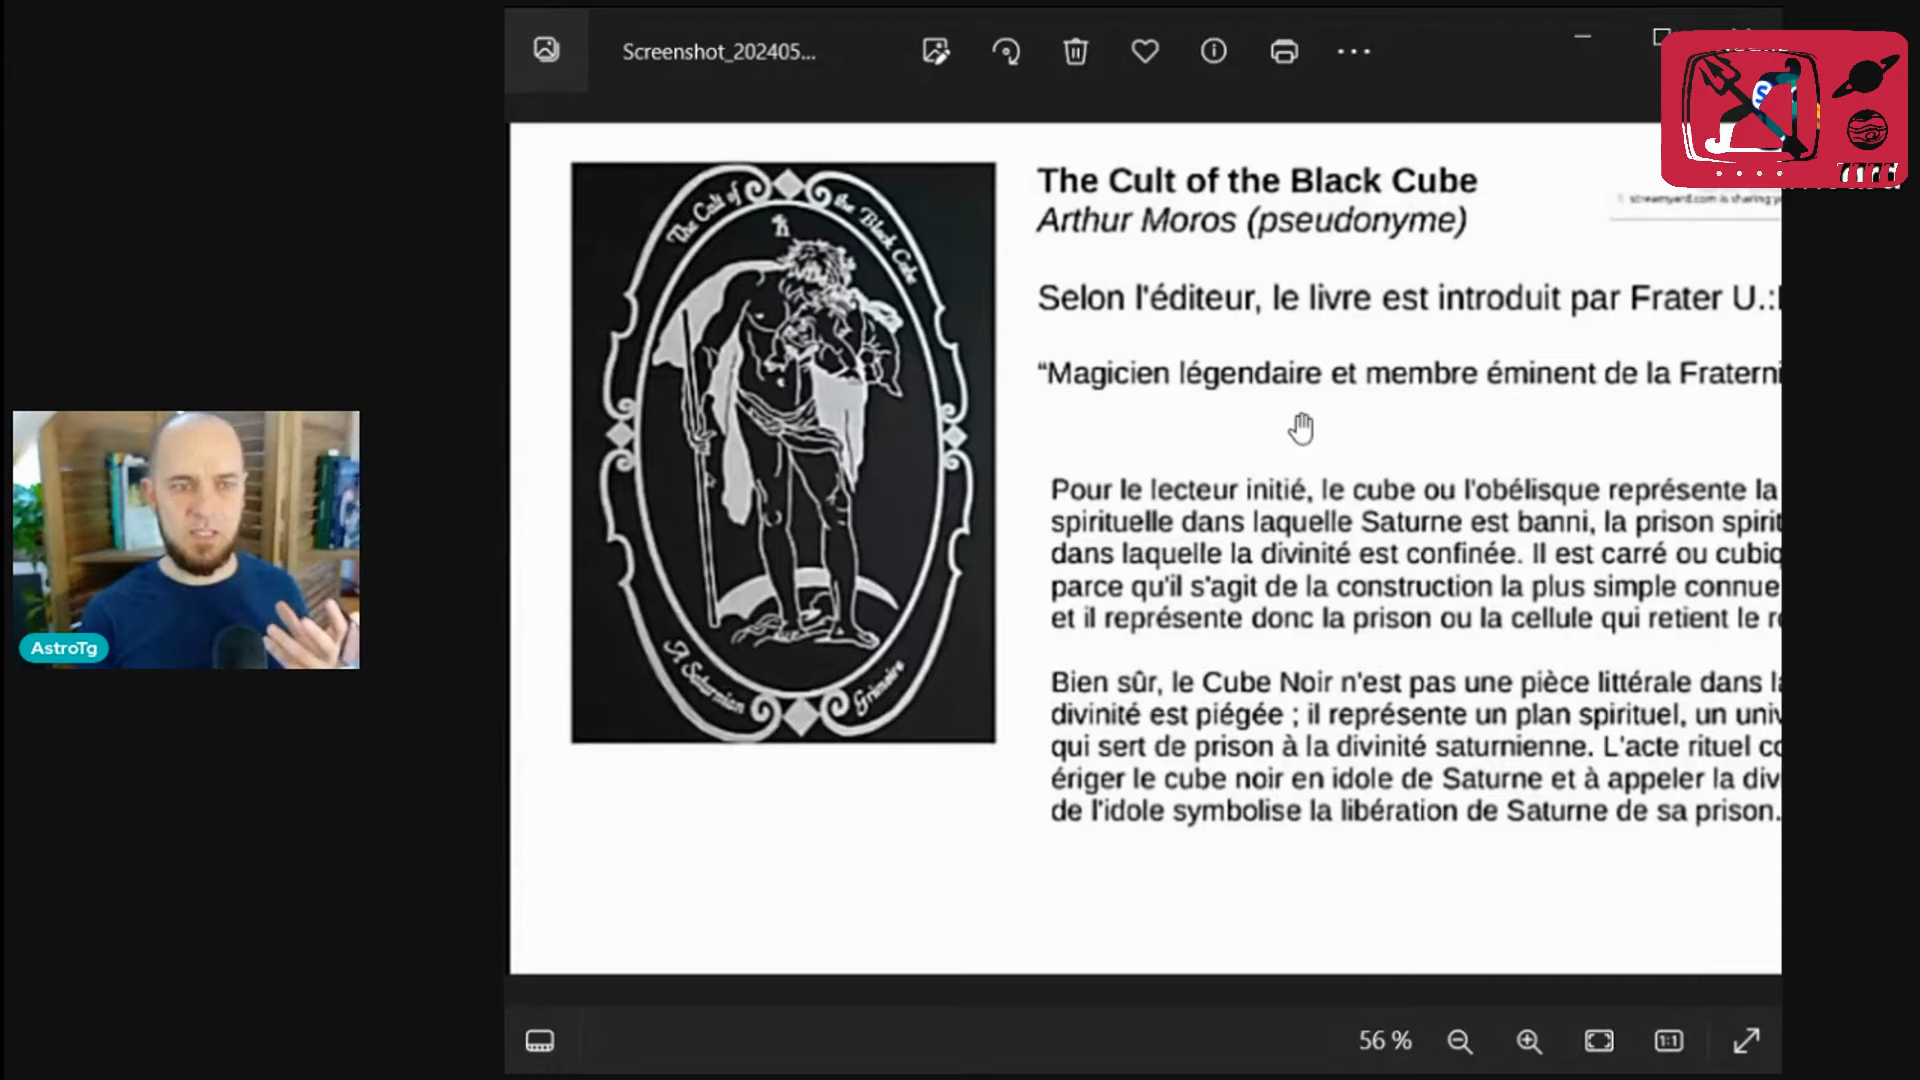 Screenshot_202405...
The Cult of the Black Cube
Arthur Moros (pseudonyme)
streamyard.com is sharing
Selon l'éditeur, le livre est introduit par Frater U.:
“Magicien légendaire et membre éminent de la Fraterni
Pour le lecteur initié, le cube ou l'obélisque représente la
spirituelle dans laquelle Saturne est banni, la prison spirit
dans laquelle la divinité est confinée. Il est carré ou cubiq
parce qu'il s'agit de la construction la plus simple connue
et il représente donc la prison ou la cellule qui retient le
Bien sûr, le Cube Noir n'est pas une pièce littérale dans
divinité est piégée ; il représente un plan spirituel, un univ
qui sert de prison à la divinité saturnienne. L'acte rituel co
ériger le cube noir en idole de Saturne et à appeler la div
de l'idole symbolise la libération de Saturne de sa prison.
The Cult of the Black Cube
A Saturnian Grimoire
AstroTg
56 %
1:1